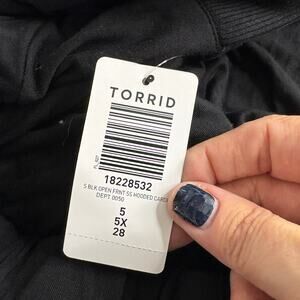 TORRID
18228532
5 BLK OPEN FRNT SS HOODED CARDI
DEPT 0050
5
5X
28